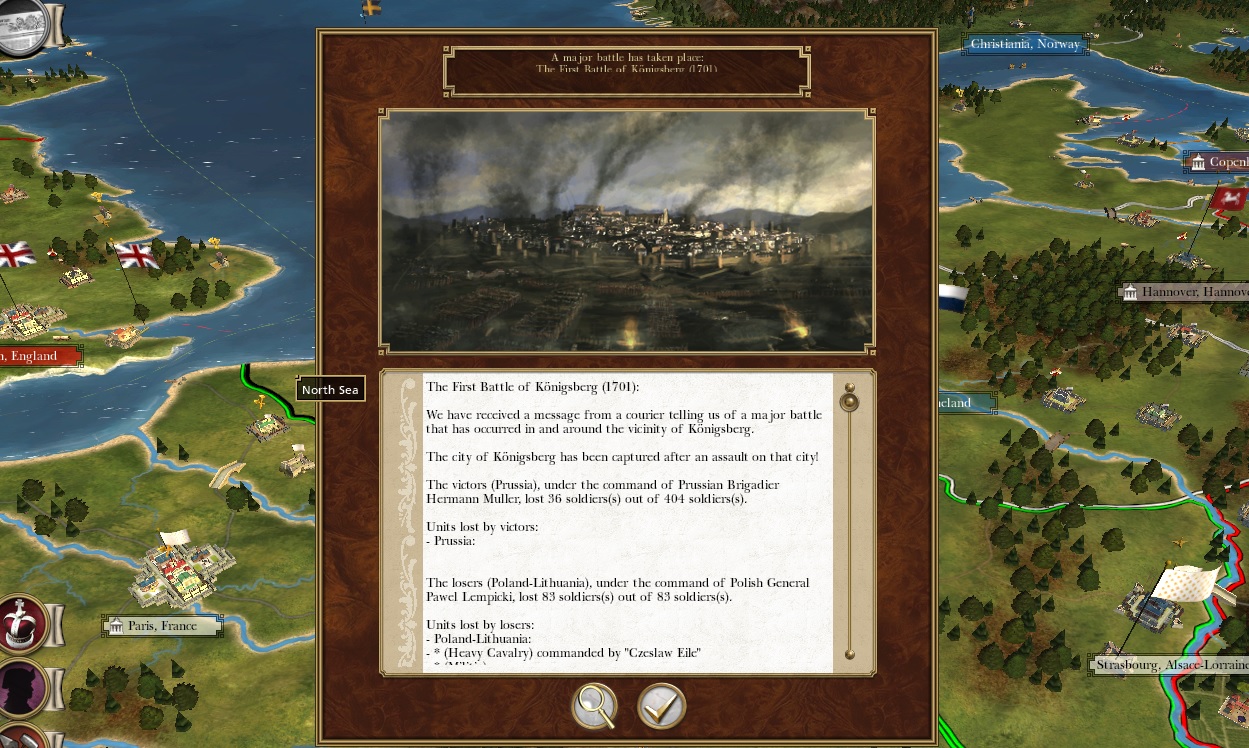 A major battle has taken place:
The First Battle of Königsberg (1701)
Christiania, Norway
Hannover,
England
North Sea
Paris, France
Strasbourg, Alsace-Lorraine
The First Battle of Königsberg (1701):
We have received a message from a courier telling us of a major battle
that has occurred in and around the vicinity of Königsberg.
The city of Königsberg has been captured after an assault on that city!
The victors (Prussia), under the command of Prussian Brigadier
Hermann Muller, lost 36 soldiers(s) out of 404 soldiers(s).
Units lost by victors:
- Prussia:
The losers (Poland-Lithuania), under the command of Polish General
Pawel Lempicki, lost 83 soldiers(s) out of 83 soldiers(s).
Units lost by losers:
- Poland-Lithuania:
- * (Heavy Cavalry) commanded by "Czeslaw Eile"